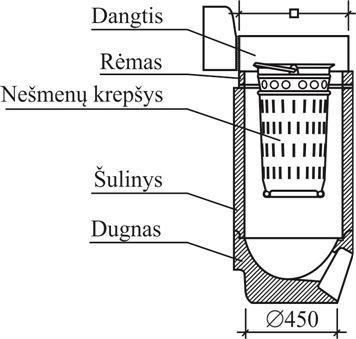 Dangtis
Rėmas
Nešmenų krepšys
Šulinys
Dugnas
∅450